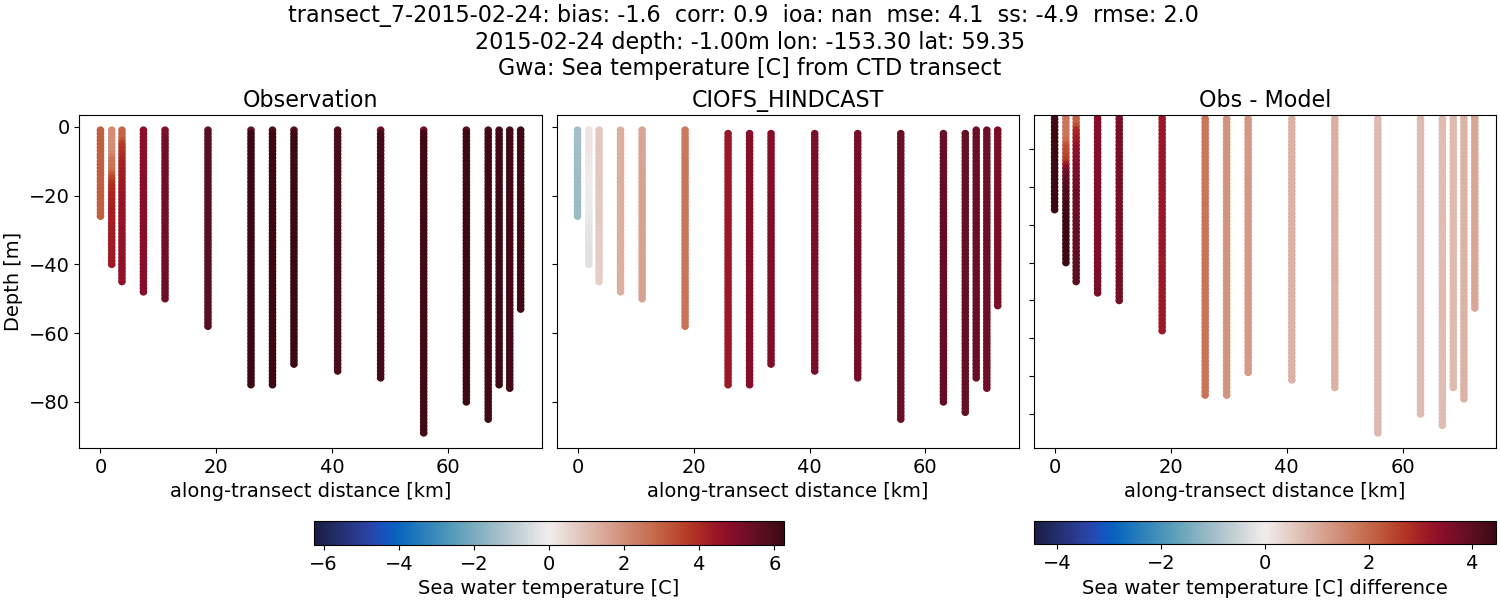 transect_7-2015-02-24: bias: -1.6  corr: 0.9  ioa: nan  mse: 4.1  ss: -4.9  rmse: 2.0
2015-02-24 depth: -1.00m lon: -153.30 lat: 59.35
Gwa: Sea temperature [C] from CTD transect
Observation
CIOFS_HINDCAST
Obs - Model
Depth [m]
0
−20
−40
−60
−80
0 20 40 60
0 20 40 60
0 20 40 60
along-transect distance [km]
along-transect distance [km]
along-transect distance [km]
−6 −4 −2 0 2 4 6
−4 −2 0 2 4
Sea water temperature [C]
Sea water temperature [C] difference